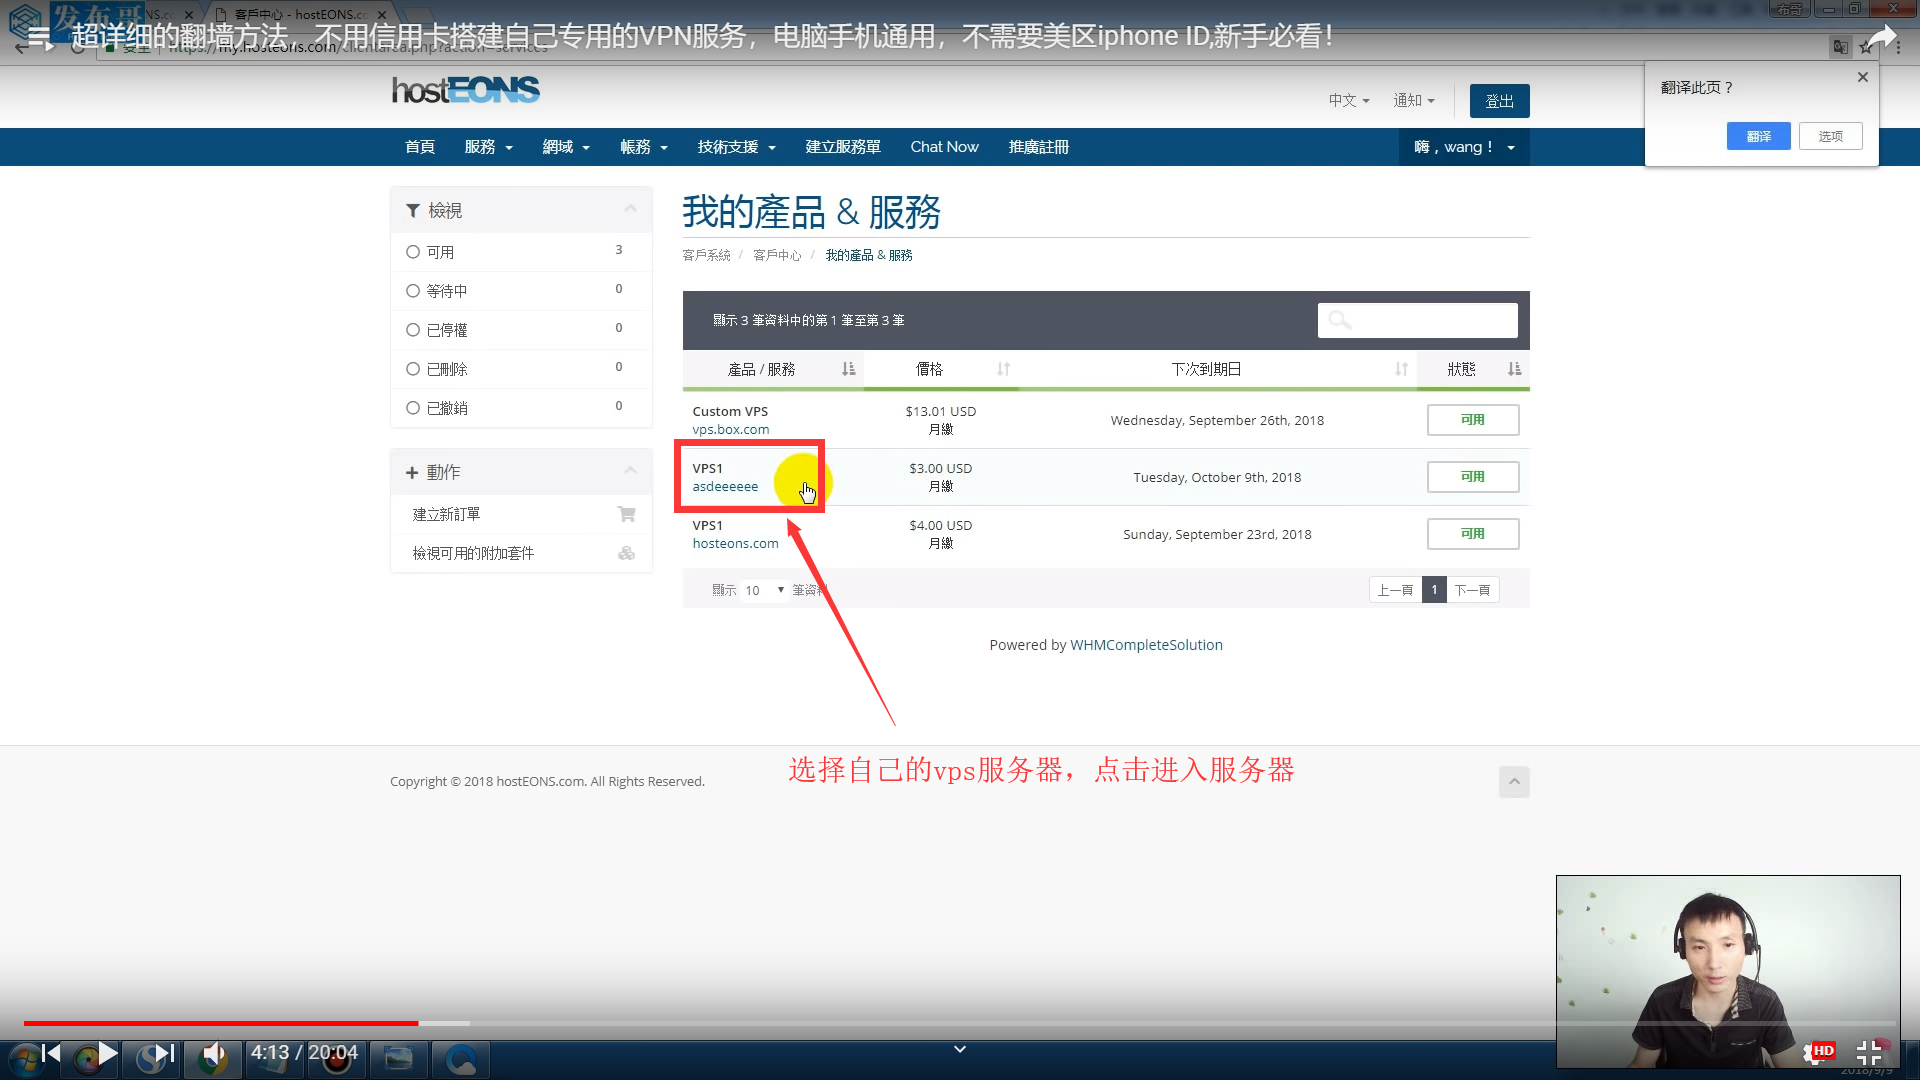 发布哥
NS.co
客戶中心 - hostEONS.co
布哥
超详细的翻墙方法，不用信用卡搭建自己专用的VPN服务，电脑手机通用，不需要美区iphone ID,新手必看！
安全 https://my.hosteons.com/clientarea.php?action=services
hostEONS
中文
通知
登出
翻译此页？
翻译
选项
首頁
服務
網域
帳務
技術支援
建立服務單
Chat Now
推廣註冊
嗨 , wang !
檢視
可用 3
等待中 0
已停權 0
已刪除 0
已撤銷 0
動作
建立新訂單
檢視可用的附加套件
我的產品 & 服務
客戶系統 / 客戶中心 / 我的產品 & 服務
顯示 3 筆資料中的第 1 筆至第 3 筆
產品 / 服務 價格 下次到期日 狀態
Custom VPS
vps.box.com
$13.01 USD
月繳
Wednesday, September 26th, 2018
可用
VPS1
asdeeeeee
$3.00 USD
月繳
Tuesday, October 9th, 2018
可用
VPS1
hosteons.com
$4.00 USD
月繳
Sunday, September 23rd, 2018
可用
顯示 10 筆資料
上一頁 1 下一頁
Powered by WHMCompleteSolution
选择自己的vps服务器，点击进入服务器
Copyright © 2018 hostEONS.com. All Rights Reserved.
4:13 / 20:04
HD
2018/9/9